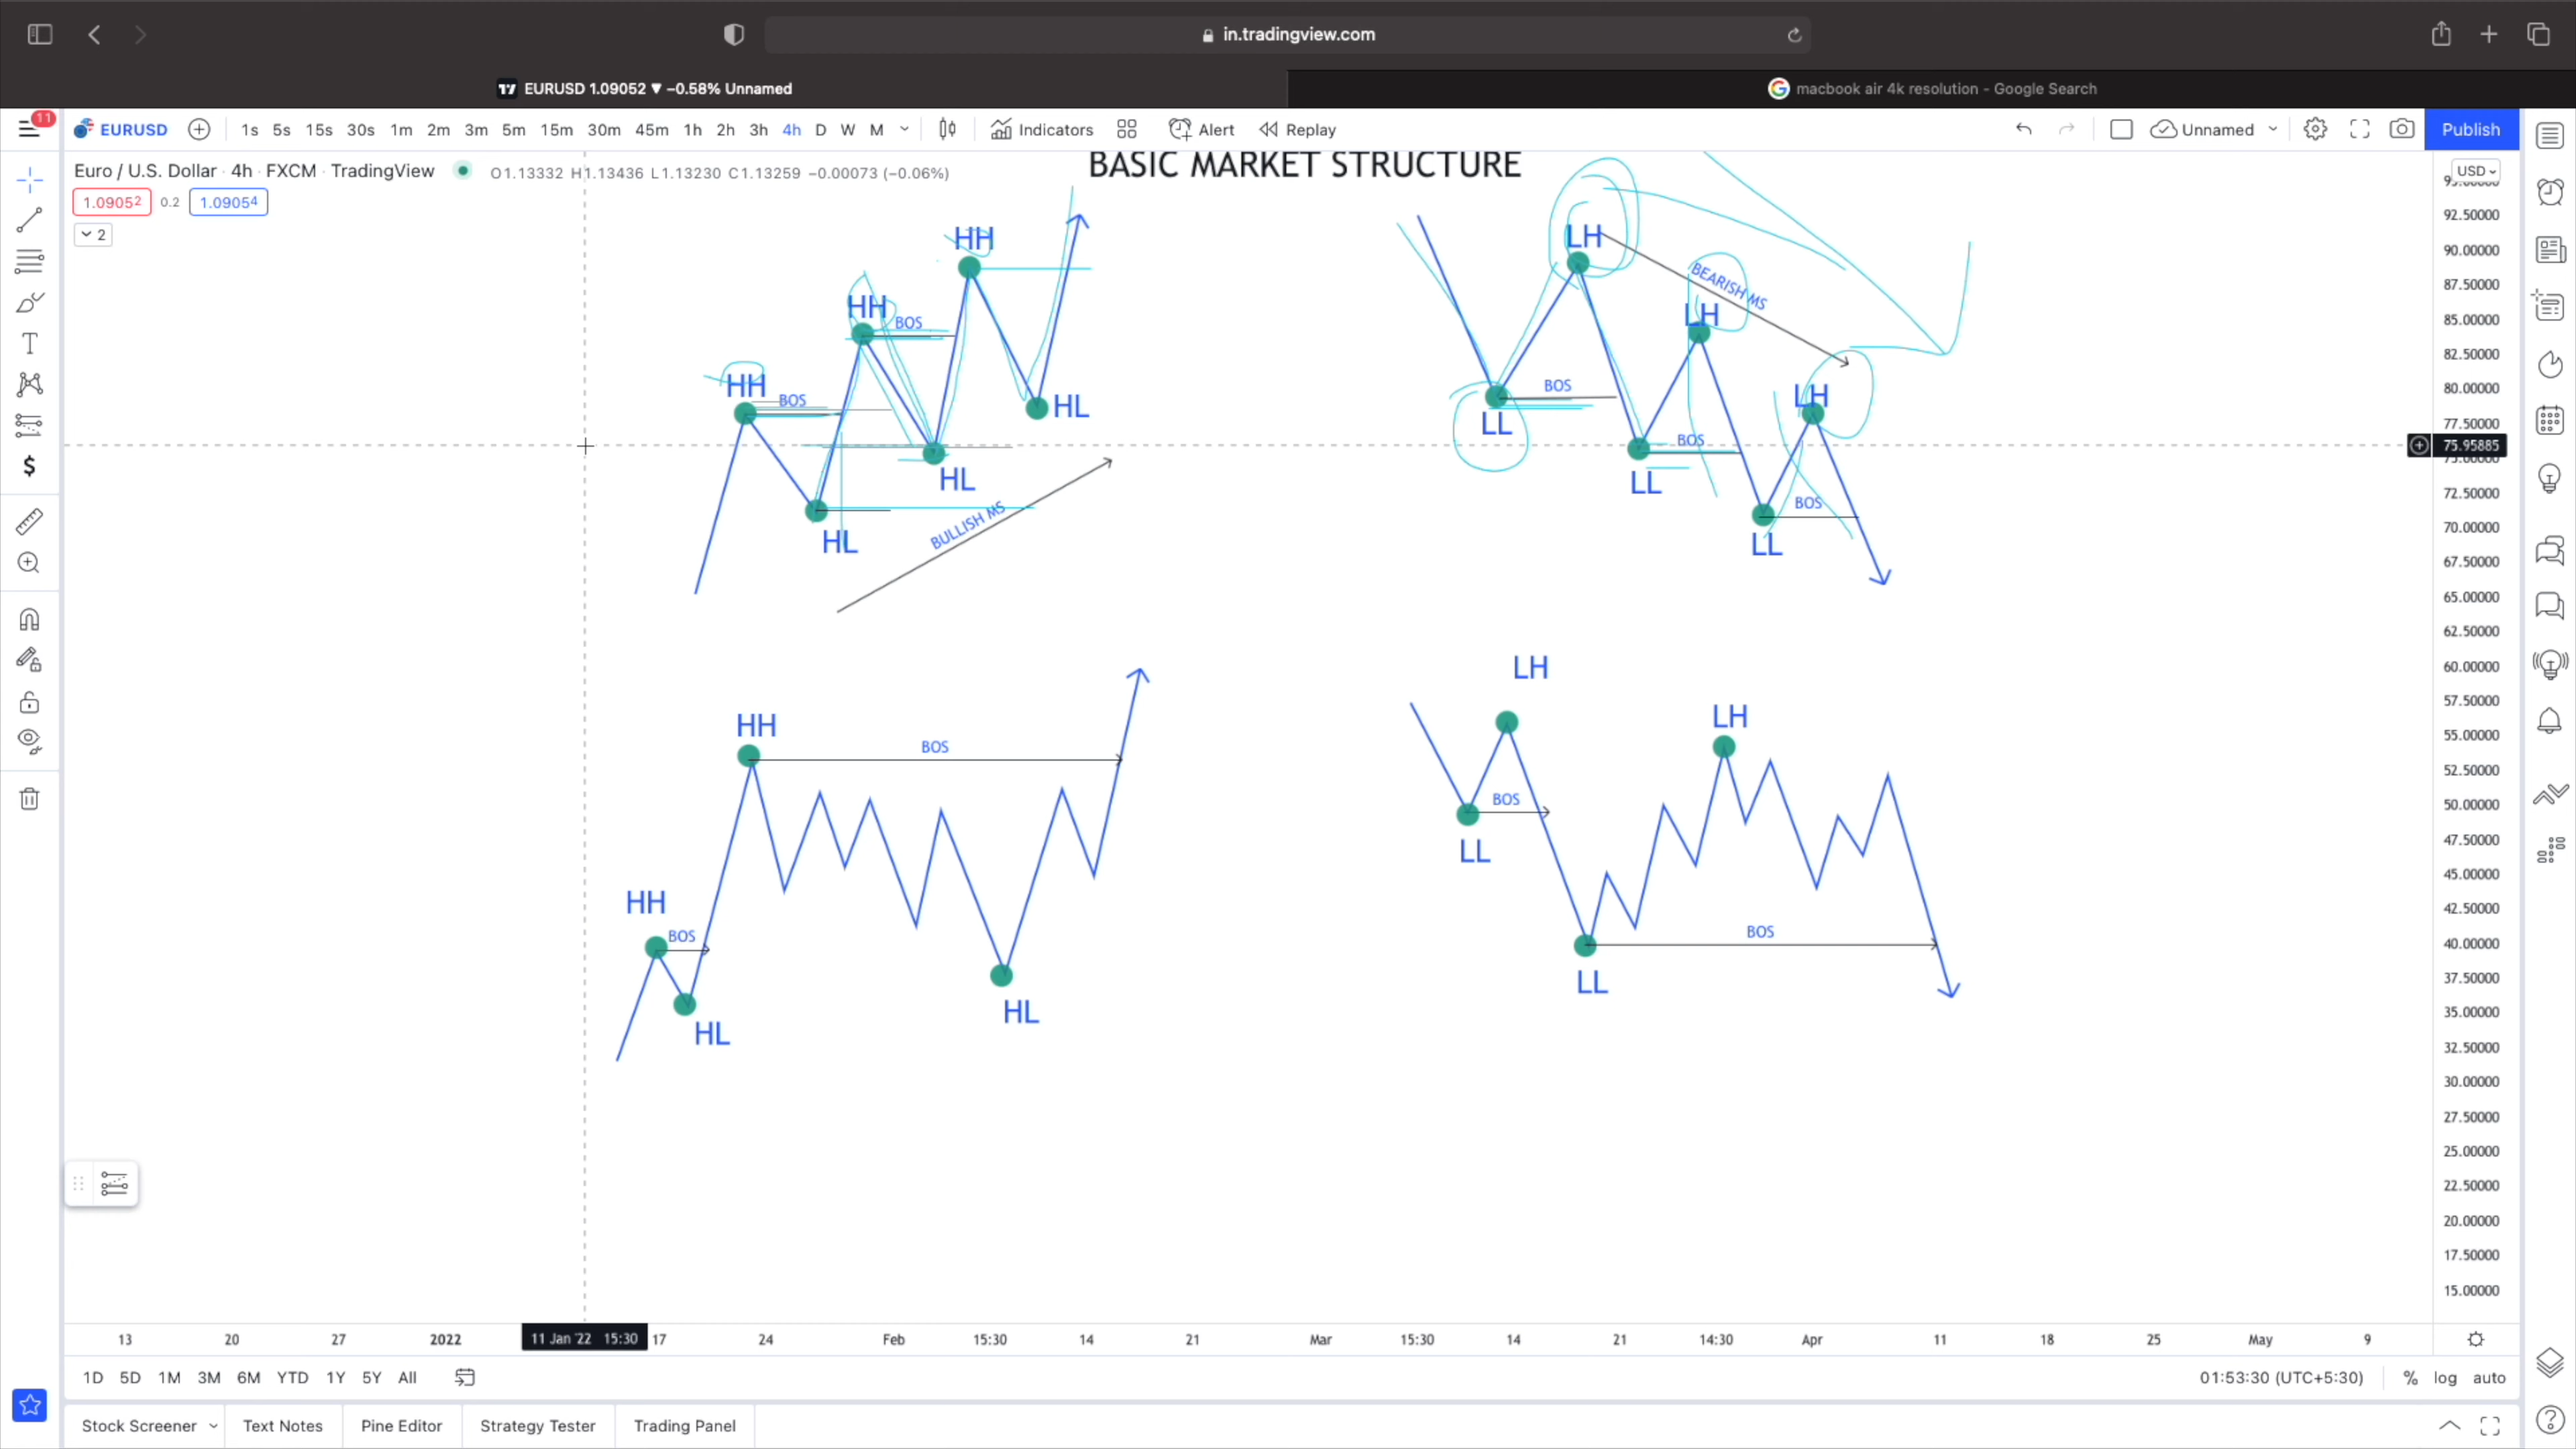 in.tradingview.com
EURUSD 1.09052 ▼ −0.58% Unnamed
macbook air 4k resolution – Google Search
11
EURUSD 1s 5s 15s 30s 1m 2m 3m 5m 15m 30m 45m 1h 2h 3h 4h D W M Indicators Alert Replay Unnamed Publish
Euro / U.S. Dollar · 4h · FXCM · TradingView O1.13332 H1.13436 L1.13230 C1.13259 −0.00073 (−0.06%)
1.09052 0.2 1.09054
2
BASIC MARKET STRUCTURE
HH
BOS
HH
BOS
HH
HL
HL
HL
BULLISH MS
LH
BEARISH MS
LH
LH
BOS
LL
BOS
LL
BOS
LL
HH
BOS
HH
BOS
HL
HL
LH
LH
BOS
LL
BOS
LL
USD
92.50000
90.00000
87.50000
85.00000
82.50000
80.00000
77.50000
75.95885
72.50000
70.00000
67.50000
65.00000
62.50000
60.00000
57.50000
55.00000
52.50000
50.00000
47.50000
45.00000
42.50000
40.00000
37.50000
35.00000
32.50000
30.00000
27.50000
25.00000
22.50000
20.00000
17.50000
15.00000
13 20 27 2022 11 Jan '22 15:30 17 24 Feb 15:30 14 21 Mar 15:30 14 21 14:30 Apr 11 18 25 May 9
1D 5D 1M 3M 6M YTD 1Y 5Y All 01:53:30 (UTC+5:30) % log auto
Stock Screener Text Notes Pine Editor Strategy Tester Trading Panel